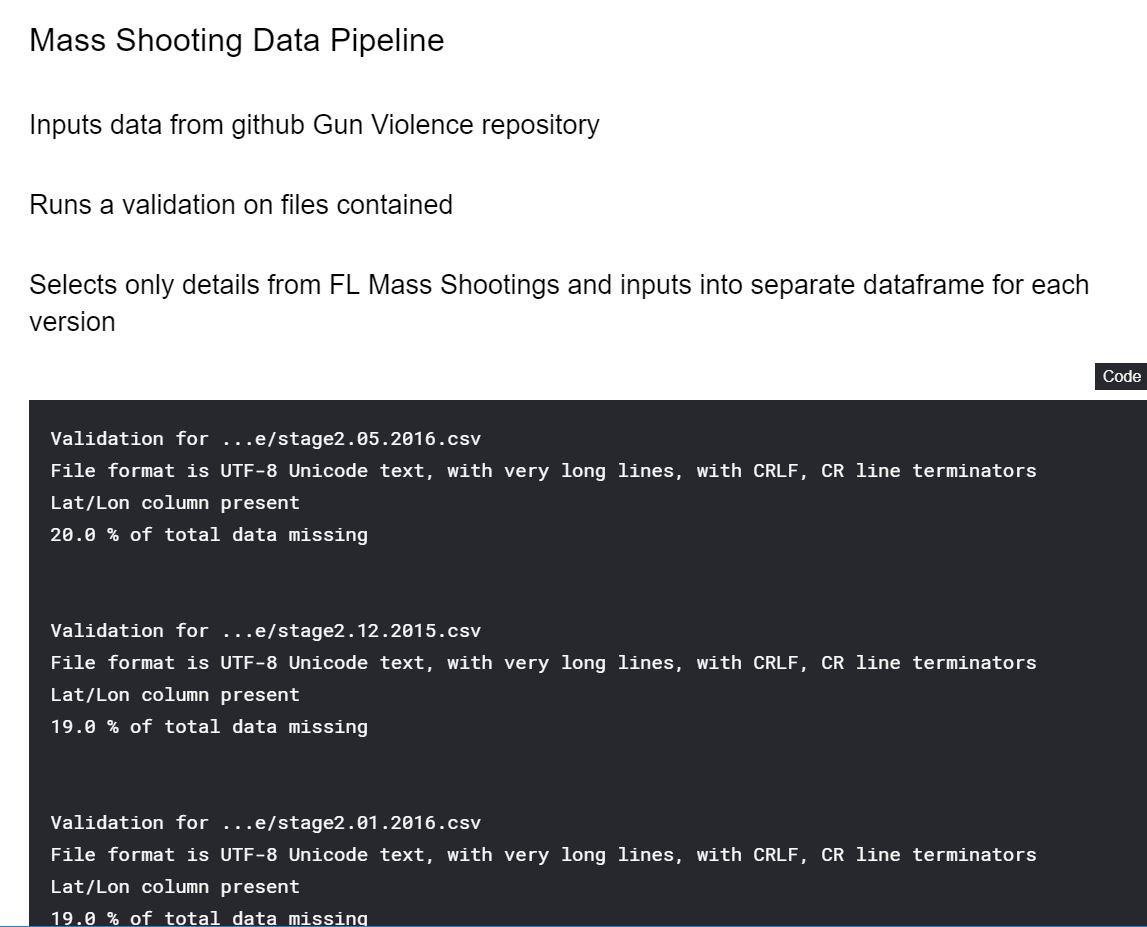 Mass Shooting Data Pipeline
Inputs data from github Gun Violence repository
Runs a validation on files contained
Selects only details from FL Mass Shootings and inputs into separate dataframe for each
version
Code
Validation for ...e/stage2.05.2016.csv
File format is UTF-8 Unicode text, with very long lines, with CRLF, CR line terminators
Lat/Lon column present
20.0 % of total data missing
Validation for ...e/stage2.12.2015.csv
File format is UTF-8 Unicode text, with very long lines, with CRLF, CR line terminators
Lat/Lon column present
19.0 % of total data missing
Validation for ...e/stage2.01.2016.csv
File format is UTF-8 Unicode text, with very long lines, with CRLF, CR line terminators
Lat/Lon column present
19.0 % of total data missing